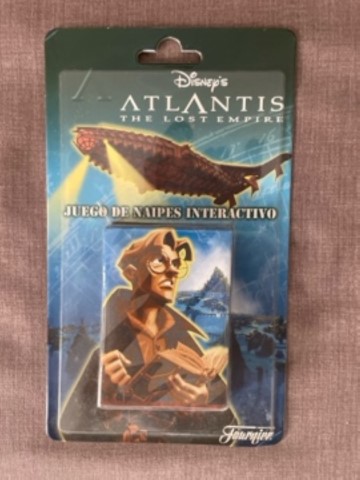 Disney's
ATLANTIS
THE LOST EMPIRE
JUEGO DE NAIPES INTERACTIVO
Fournier